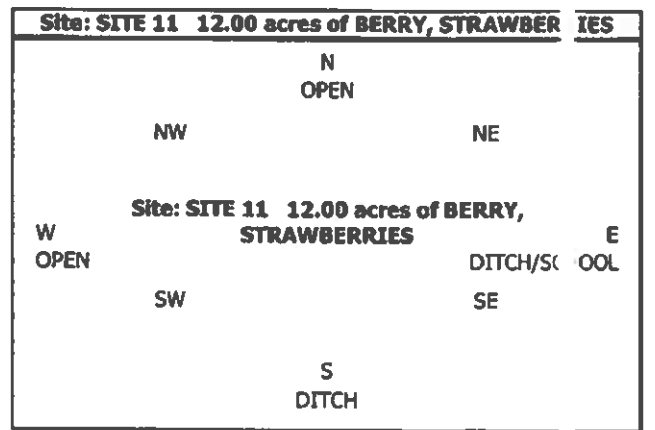 Site: SITE 11 12.00 acres of BERRY, STRAWBER IES
N
OPEN
NW NE
Site: SITE 11 12.00 acres of BERRY,
W STRAWBERRIES E
OPEN DITCH/S OOL
SW SE
S
DITCH